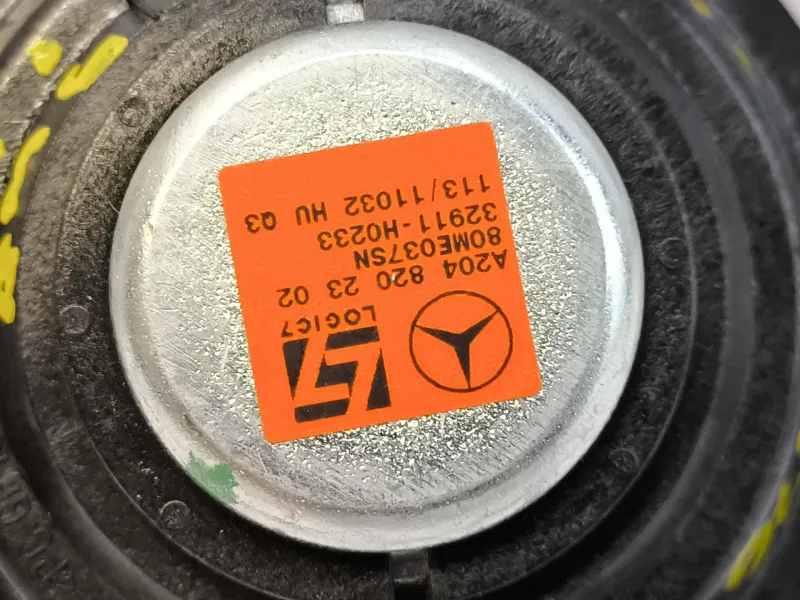 LOGIC7
A204 820 23 02
80ME037SN
32911-H0233
113/11032 HU Q3